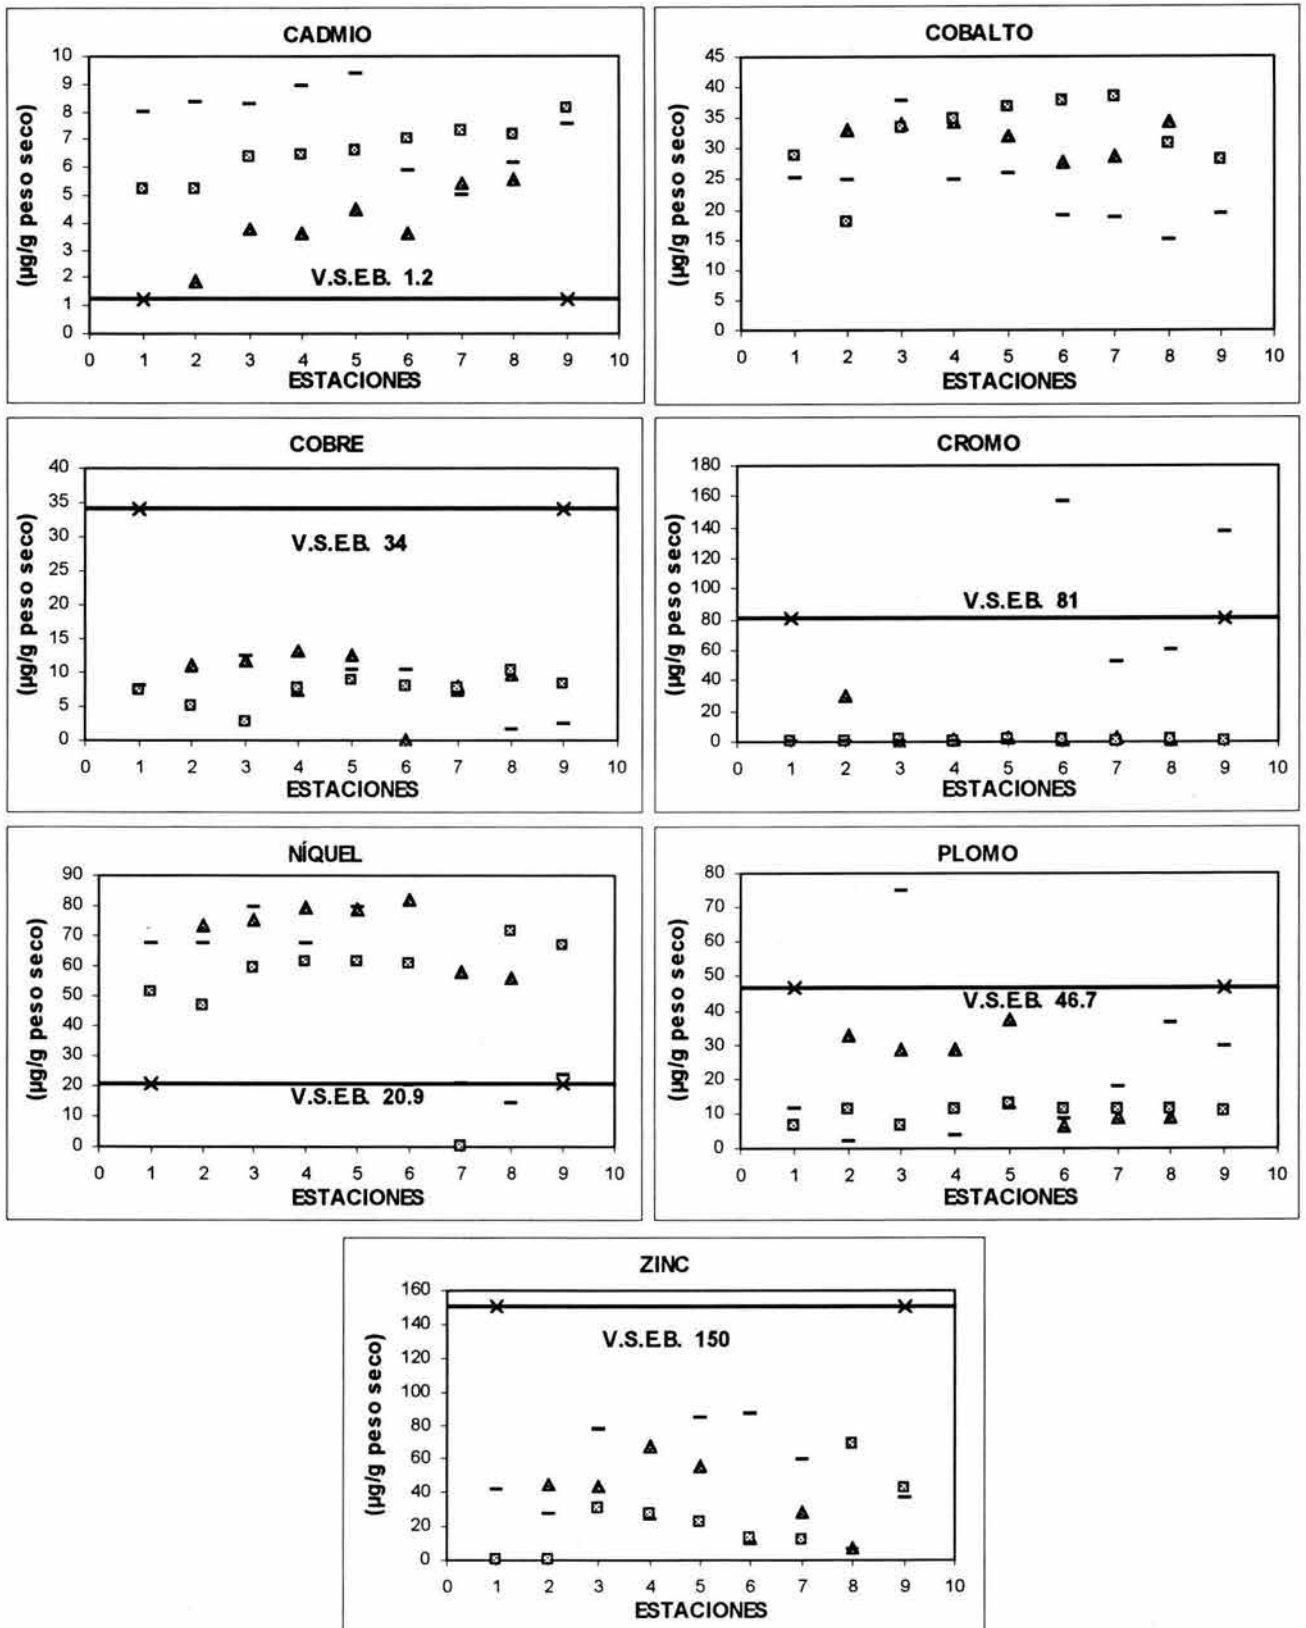 CADMIO
(µg/g peso seco)
10
9
8
7
6
5
4
3
2
1
0
V.S.E.B. 1.2
0 1 2 3 4 5 6 7 8 9 10
ESTACIONES
COBALTO
(µg/g peso seco)
45
40
35
30
25
20
15
10
5
0
0 1 2 3 4 5 6 7 8 9 10
ESTACIONES
COBRE
(µg/g peso seco)
40
35
30
25
20
15
10
5
0
V.S.E.B. 34
0 1 2 3 4 5 6 7 8 9 10
ESTACIONES
CROMO
(µg/g peso seco)
180
160
140
120
100
80
60
40
20
0
V.S.E.B. 81
0 1 2 3 4 5 6 7 8 9 10
ESTACIONES
NÍQUEL
(µg/g peso seco)
90
80
70
60
50
40
30
20
10
0
V.S.E.B. 20.9
0 1 2 3 4 5 6 7 8 9 10
ESTACIONES
PLOMO
(µg/g peso seco)
80
70
60
50
40
30
20
10
0
V.S.E.B. 46.7
0 1 2 3 4 5 6 7 8 9 10
ESTACIONES
ZINC
(µg/g peso seco)
160
140
120
100
80
60
40
20
0
V.S.E.B. 150
0 1 2 3 4 5 6 7 8 9 10
ESTACIONES